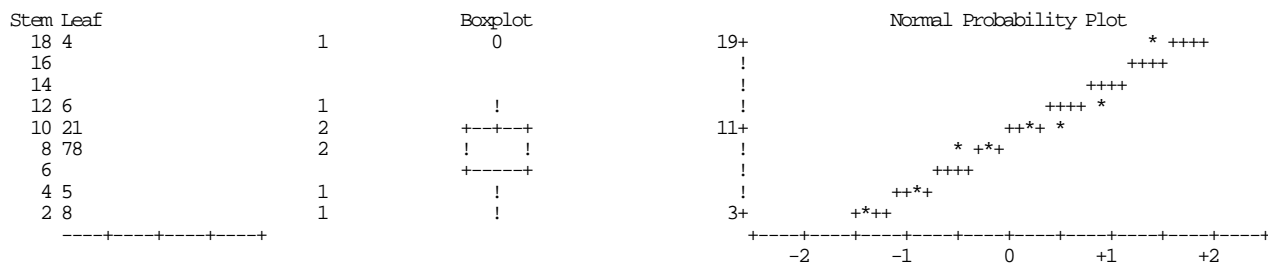 Stem Leaf                          1          Boxplot                    Normal Probability Plot
  18 4                       1             0                19+                                       * ++++
  16                                                          !                                     ++++
  14                                                          !                                 ++++
  12 6                       1             !                  !                             ++++ *
  10 21                      2          +--+--+             11+                         ++*+ *
   8 78                      2          !     !               !                    * +*+
   6                                    +-----+               !                  ++++
   4 5                       1             !                  !              ++*+
   2 8                       1             !                 3+          +*++
     ----+----+----+----+                                     +----+----+----+----+----+----+----+----+----+----+
                                                                  -2        -1         0        +1        +2